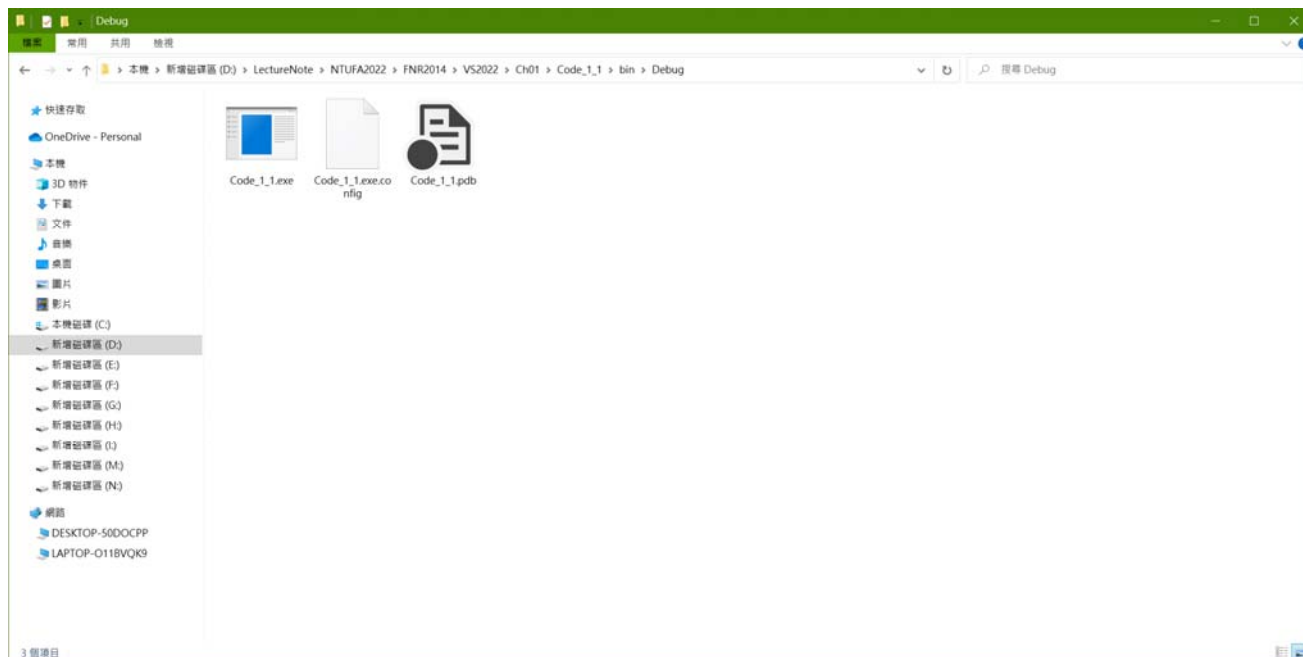 Debug
檔案 常用 共用 檢視
本機 > 新增磁碟區 (D:) > LectureNote > NTUFA2022 > FNR2014 > VS2022 > Ch01 > Code_1_1 > bin > Debug
搜尋 Debug
快速存取
OneDrive - Personal
本機
3D 物件
下載
文件
音樂
桌面
圖片
影片
本機磁碟 (C:)
新增磁碟區 (D:)
新增磁碟區 (E:)
新增磁碟區 (F:)
新增磁碟區 (G:)
新增磁碟區 (H:)
新增磁碟區 (I:)
新增磁碟區 (M:)
新增磁碟區 (N:)
網路
DESKTOP-50DOCPP
LAPTOP-O11BVQK9
Code_1_1.exe
Code_1_1.exe.co
nfig
Code_1_1.pdb
3 個項目